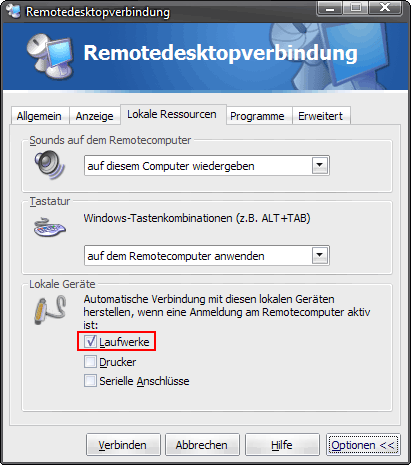 Remotedesktopverbindung
Remotedesktopverbindung
Allgemein Anzeige Lokale Ressourcen Programme Erweitert
Sounds auf dem Remotecomputer
auf diesem Computer wiedergeben
Tastatur
Windows-Tastenkombinationen (z.B. ALT+TAB)
auf dem Remotecomputer anwenden
Lokale Geräte
Automatische Verbindung mit diesen lokalen Geräten
herstellen, wenn eine Anmeldung am Remotecomputer aktiv
ist:
Laufwerke
Drucker
Serielle Anschlüsse
Verbinden Abbrechen Hilfe Optionen <<